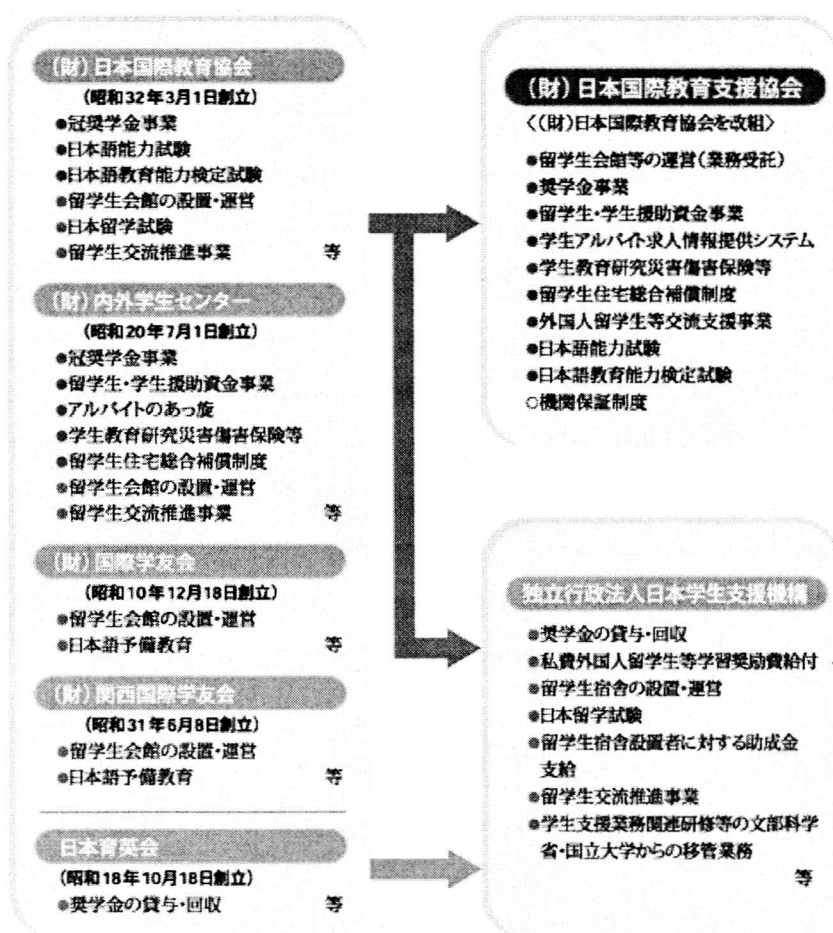 (財)日本国際教育協会
(昭和32年3月1日創立)
●冠奨学金事業
●日本語能力試験
●日本語教育能力検定試験
●留学生会館の設置・運営
●日本留学試験
●留学生交流推進事業 等
(財)内外学生センター
(昭和20年7月1日創立)
●冠奨学金事業
●留学生・学生援助資金事業
●アルバイトのあっ旋
●学生教育研究災害傷害保険等
●留学生住宅総合補償制度
●留学生会館の設置・運営
●留学生交流推進事業 等
(財)国際学友会
(昭和10年12月18日創立)
●留学生会館の設置・運営
●日本語予備教育 等
(財)関西国際学友会
(昭和31年6月8日創立)
●留学生会館の設置・運営
●日本語予備教育 等
日本育英会
(昭和18年10月18日創立)
●奨学金の貸与・回収 等
(財)日本国際教育支援協会
〈(財)日本国際教育協会を改組〉
●留学生会館等の運営(業務受託)
●奨学金事業
●留学生・学生援助資金事業
●学生アルバイト求人情報提供システム
●学生教育研究災害傷害保険等
●留学生住宅総合補償制度
●外国人留学生等交流支援事業
●日本語能力試験
●日本語教育能力検定試験
○機関保証制度
独立行政法人日本学生支援機構
●奨学金の貸与・回収
●私費外国人留学生等学習奨励費給付
●留学生宿舎の設置・運営
●日本留学試験
●留学生宿舎設置者に対する助成金
支給
●留学生交流推進事業
●学生支援業務関連研修等の文部科学
省・国立大学からの移管業務
等